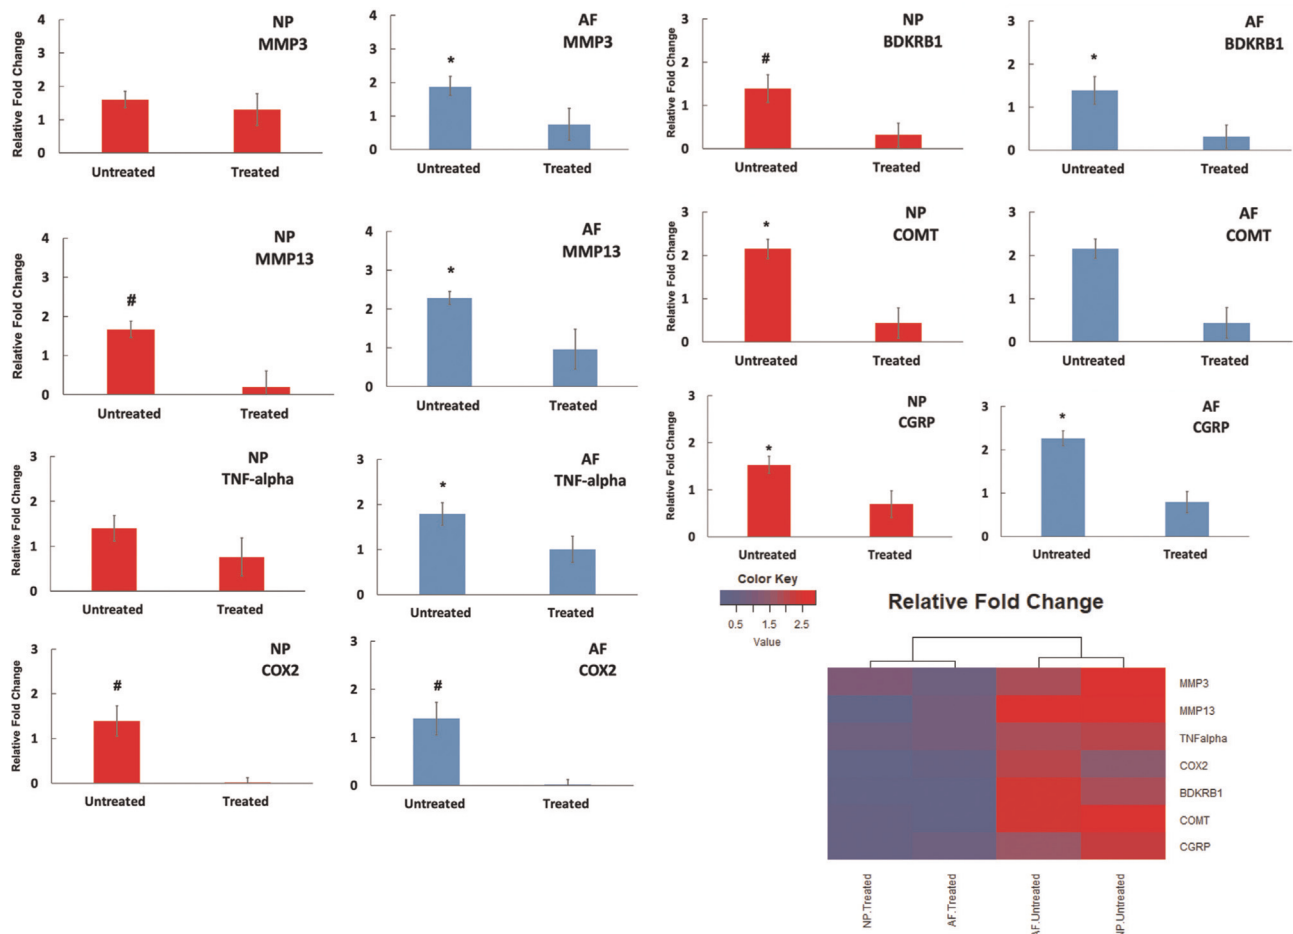 NP
MMP3
Relative Fold Change
4
3
2
1
0
Untreated
Treated
AF
MMP3
4
3
2
1
0
*
Untreated
Treated
NP
BDKRB1
Relative Fold Change
3
2
1
0
#
Untreated
Treated
AF
BDKRB1
3
2
1
0
*
Untreated
Treated
NP
MMP13
Relative Fold Change
4
3
2
1
0
#
Untreated
Treated
AF
MMP13
4
3
2
1
0
*
Untreated
Treated
NP
COMT
Relative Fold Change
3
2
1
0
*
Untreated
Treated
AF
COMT
3
2
1
0
Untreated
Treated
NP
TNF-alpha
Relative Fold Change
3
2
1
0
Untreated
Treated
AF
TNF-alpha
3
2
1
0
*
Untreated
Treated
NP
CGRP
Relative Fold Change
3
2
1
0
*
Untreated
Treated
AF
CGRP
3
2
1
0
*
Untreated
Treated
NP
COX2
Relative Fold Change
3
2
1
0
#
Untreated
Treated
AF
COX2
3
2
1
0
#
Untreated
Treated
Color Key
0.5 1.5 2.5
Value
Relative Fold Change
MMP3
MMP13
TNFalpha
COX2
BDKRB1
COMT
CGRP
NP.Treated
AF.Treated
AF.Untreated
NP.Untreated